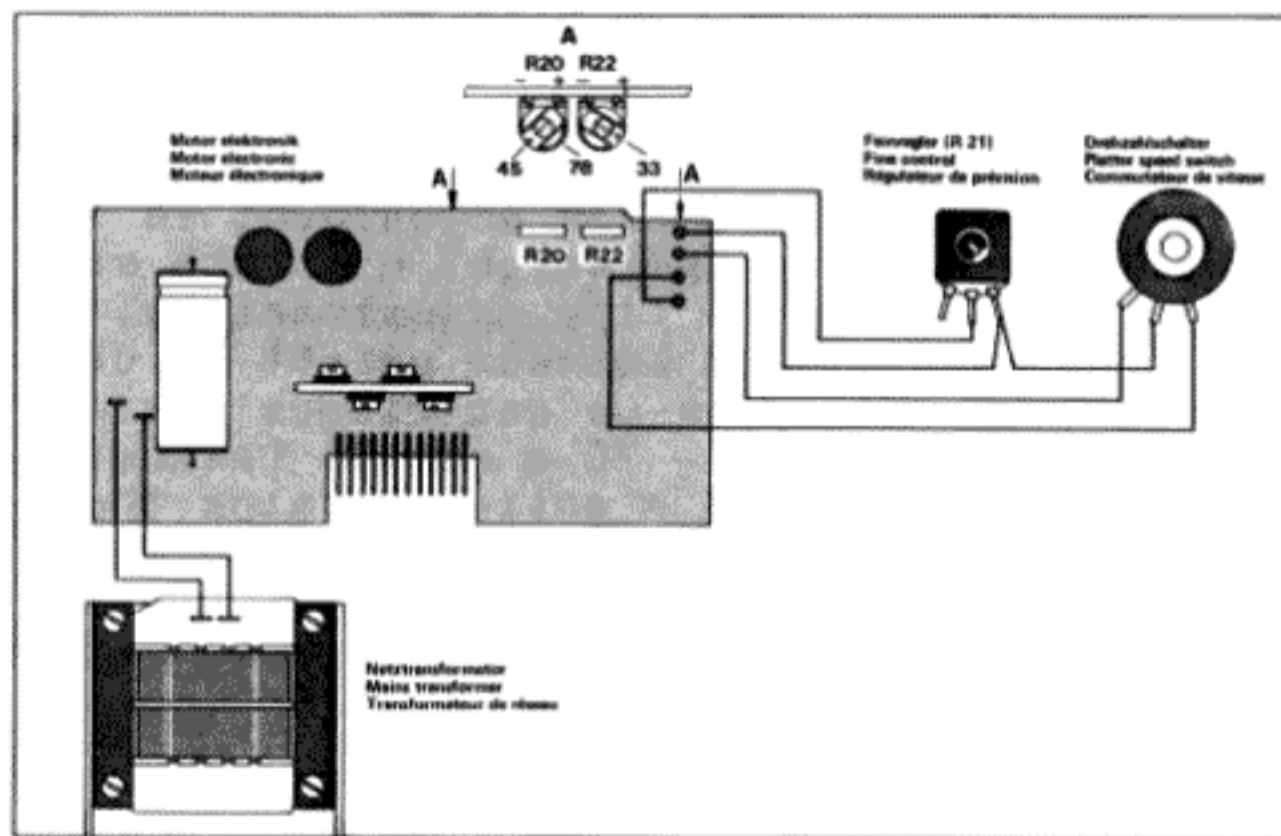 A
R20 R22
- + - +
45 78 33
Motor elektronik
Motor electronic
Moteur électronique
A
A
Feinregler (R 21)
Fine control
Régulateur de précision
Drehzahlschalter
Platter speed switch
Commutateur de vitesse
R20 R22
Netztransformator
Mains transformer
Transformateur de réseau